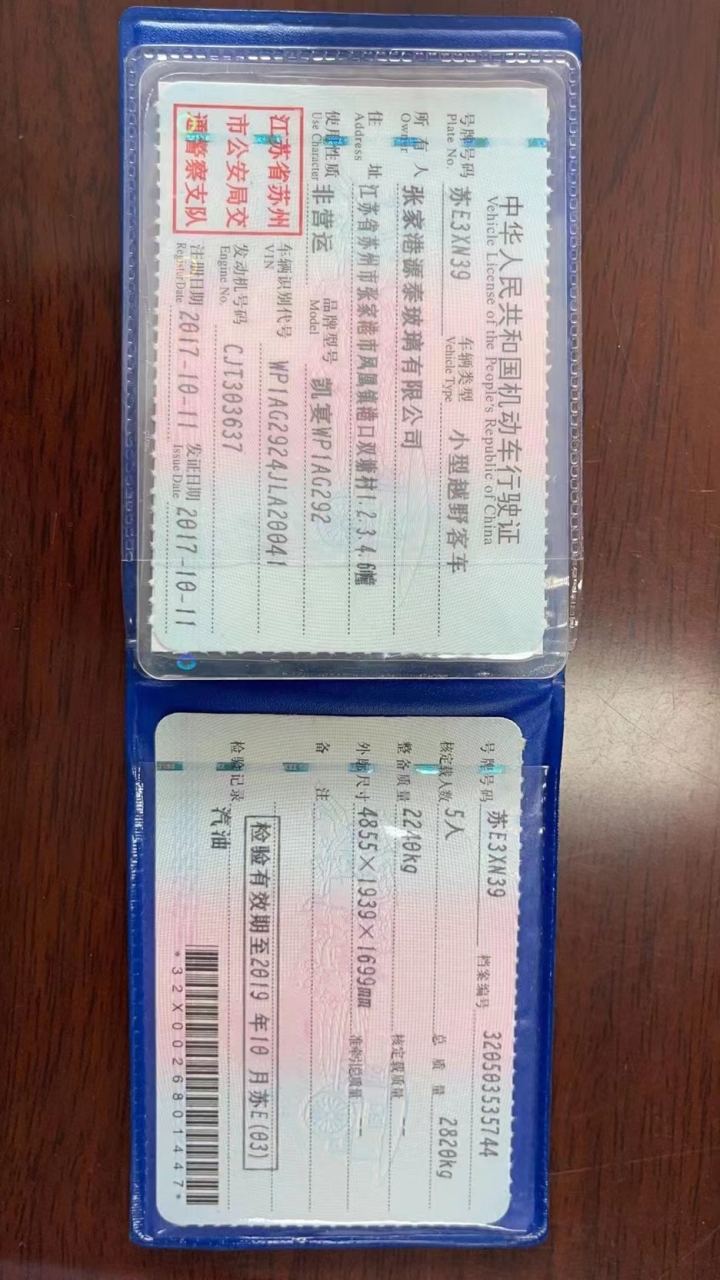 中华人民共和国机动车行驶证
Vehicle License of the People's Republic of China
号牌号码 苏E3XN39 车辆类型 小型越野客车
Plate No. Vehicle Type
所有人 张家港源泰玻璃有限公司
Owner
住 址 江苏省苏州市张家港市凤凰镇港口双塘村1.2.3.4.6幢
Address
使用性质 非营运 品牌型号 凯宴WP1AG292
Use Character Model
江苏省苏州
市公安局交
通警察支队
车辆识别代号 WP1AG2924JLA20041
VIN
发动机号码 CJT303637
Engine No.
注册日期 2017-10-11 发证日期 2017-10-11
Register Date Issue Date
号牌号码 苏E3XN39 档案编号 320503535744
核定载人数 5人 总 质 量 2820kg
整备质量 2240kg 核定载质量 --
外廓尺寸 4855×1939×1699mm 准牵引总质量 --
备 注
检验有效期至2019 年10 月苏E(03)
检验记录 汽油
*32X0026801447*